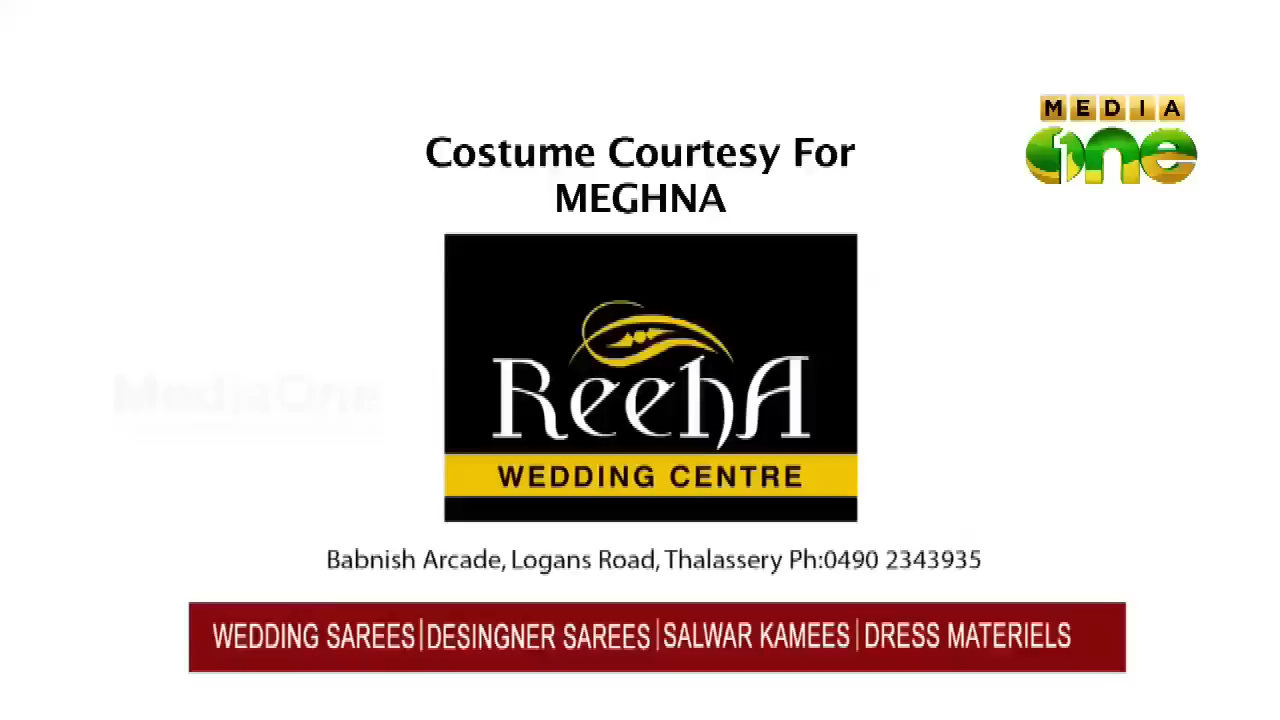 MEDIA
one
Costume Courtesy For
MEGHNA
MediaOne
ReehA
WEDDING CENTRE
Babnish Arcade, Logans Road, Thalassery Ph:0490 2343935
WEDDING SAREES|DESINGNER SAREES|SALWAR KAMEES|DRESS MATERIELS